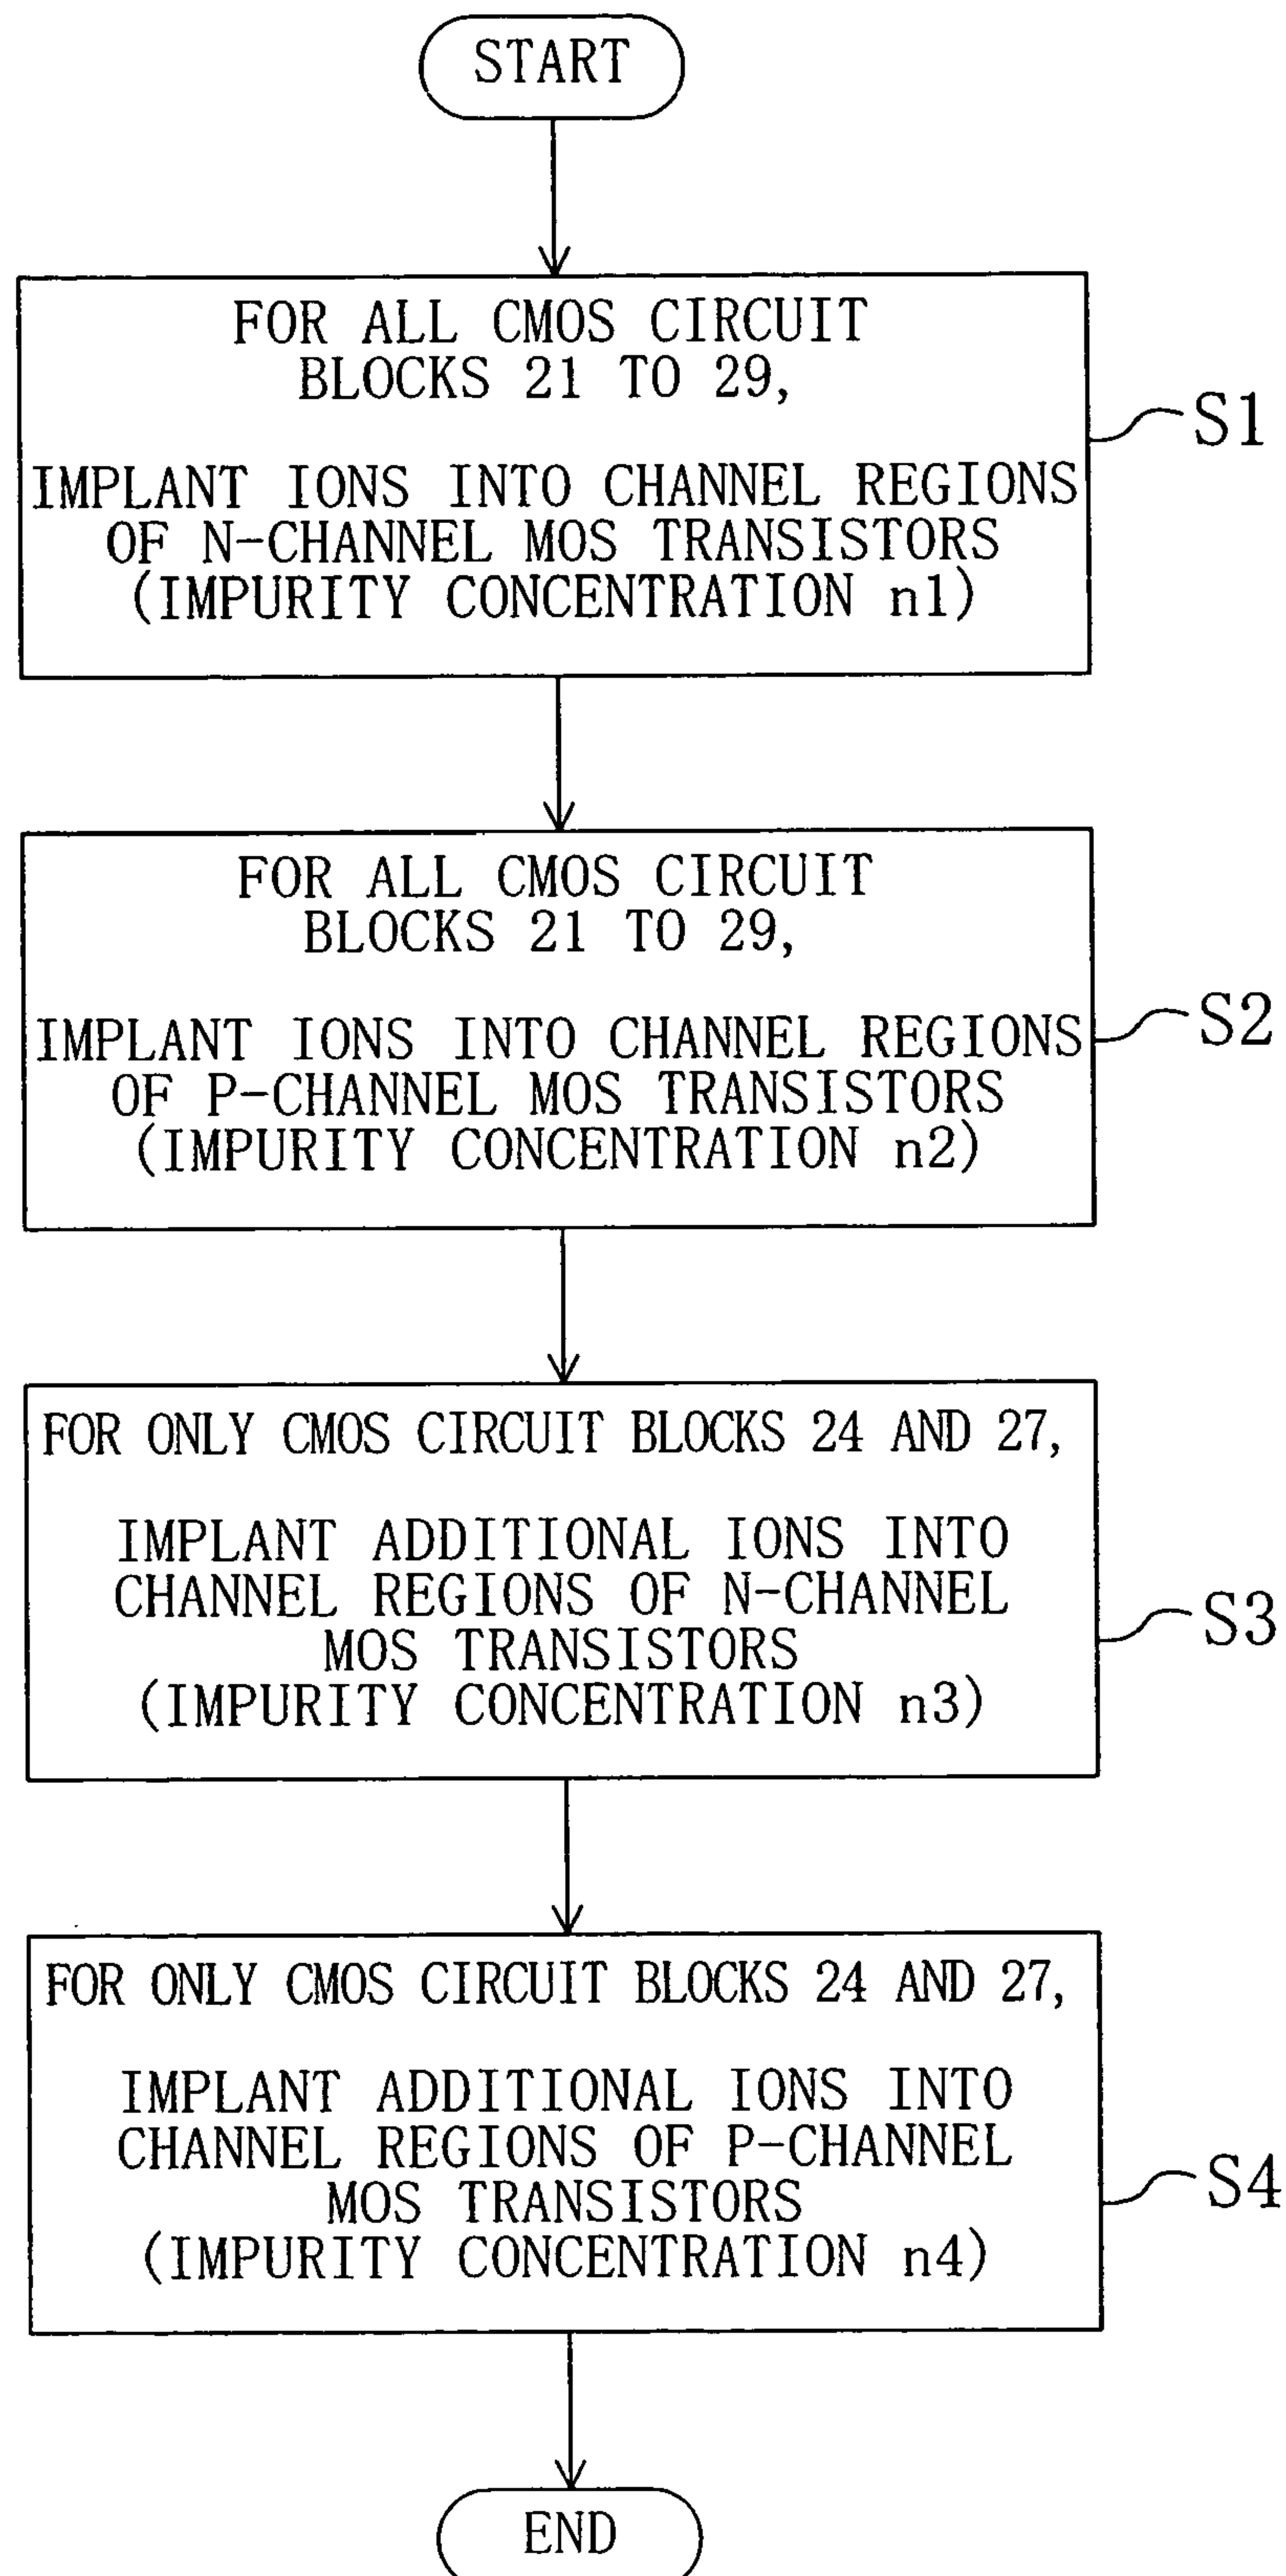 START
FOR ALL CMOS CIRCUIT
BLOCKS 21 TO 29,
IMPLANT IONS INTO CHANNEL REGIONS
OF N-CHANNEL MOS TRANSISTORS
(IMPURITY CONCENTRATION n1)
S1
FOR ALL CMOS CIRCUIT
BLOCKS 21 TO 29,
IMPLANT IONS INTO CHANNEL REGIONS
OF P-CHANNEL MOS TRANSISTORS
(IMPURITY CONCENTRATION n2)
S2
FOR ONLY CMOS CIRCUIT BLOCKS 24 AND 27,
IMPLANT ADDITIONAL IONS INTO
CHANNEL REGIONS OF N-CHANNEL
MOS TRANSISTORS
(IMPURITY CONCENTRATION n3)
S3
FOR ONLY CMOS CIRCUIT BLOCKS 24 AND 27,
IMPLANT ADDITIONAL IONS INTO
CHANNEL REGIONS OF P-CHANNEL
MOS TRANSISTORS
(IMPURITY CONCENTRATION n4)
S4
END